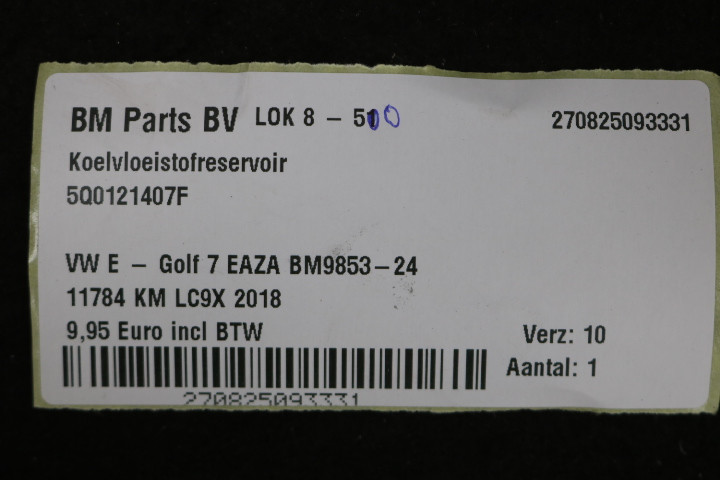 BM Parts BV LOK 8 - 500 270825093331
Koelvloeistofreservoir
5Q0121407F
VW E - Golf 7 EAZA BM9853-24
11784 KM LC9X 2018
9,95 Euro incl BTW Verz: 10
Aantal: 1
270825093331